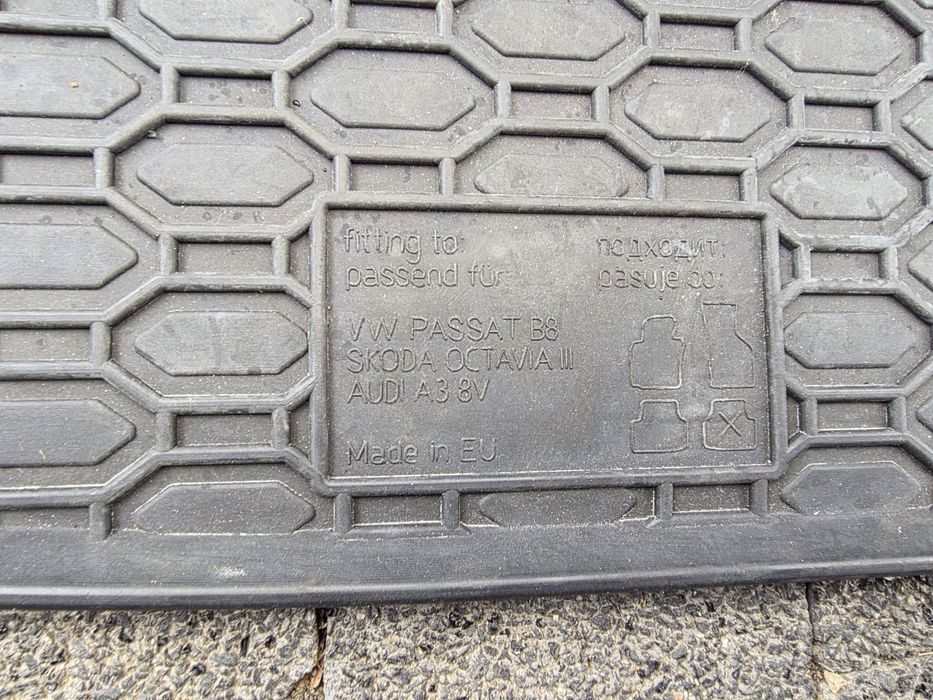 fitting to:
passend für:
подходит:
pasuje do:
VW PASSAT B8
SKODA OCTAVIA III
AUDI A3 8V
Made in EU